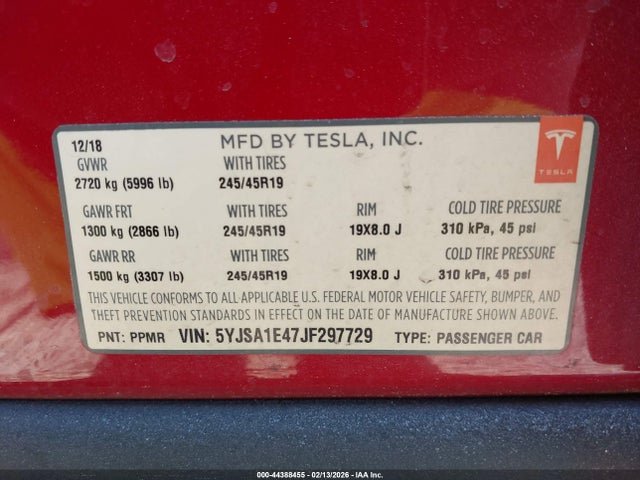 12/18 MFD BY TESLA, INC.
TESLA
GVWR WITH TIRES
2720 kg (5996 lb) 245/45R19
GAWR FRT WITH TIRES RIM COLD TIRE PRESSURE
1300 kg (2866 lb) 245/45R19 19X8.0 J 310 kPa, 45 psi
GAWR RR WITH TIRES RIM COLD TIRE PRESSURE
1500 kg (3307 lb) 245/45R19 19X8.0 J 310 kPa, 45 psi
THIS VEHICLE CONFORMS TO ALL APPLICABLE U.S. FEDERAL MOTOR VEHICLE SAFETY, BUMPER, AND
THEFT PREVENTION STANDARDS IN EFFECT ON THE DATE OF MANUFACTURE SHOWN ABOVE.
PNT: PPMR VIN: 5YJSA1E47JF297729 TYPE: PASSENGER CAR
000-44388455 - 02/13/2026 - IAA Inc.